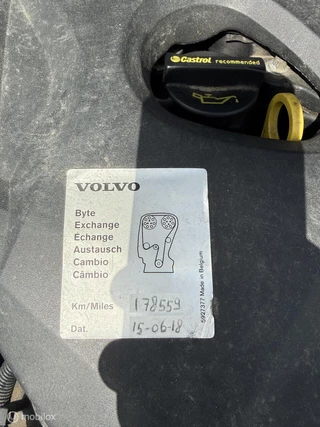 Castrol recommended
VOLVO
Byte
Exchange
Échange
Austausch
Cambio
Câmbio
Km/Miles 178559
Dat. 15-06-18
6927377 Made in Belgium
mobilox